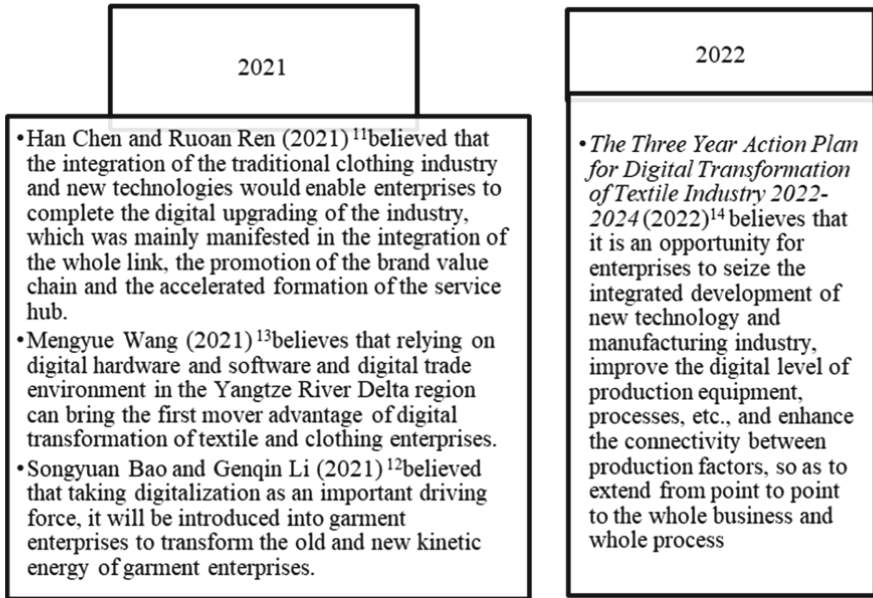 2021
•Han Chen and Ruoan Ren (2021) 11believed that
the integration of the traditional clothing industry
and new technologies would enable enterprises to
complete the digital upgrading of the industry,
which was mainly manifested in the integration of
the whole link, the promotion of the brand value
chain and the accelerated formation of the service
hub.
•Mengyue Wang (2021) 13believes that relying on
digital hardware and software and digital trade
environment in the Yangtze River Delta region
can bring the first mover advantage of digital
transformation of textile and clothing enterprises.
•Songyuan Bao and Genqin Li (2021) 12believed
that taking digitalization as an important driving
force, it will be introduced into garment
enterprises to transform the old and new kinetic
energy of garment enterprises.
2022
•The Three Year Action Plan
for Digital Transformation
of Textile Industry 2022-
2024 (2022)14 believes that
it is an opportunity for
enterprises to seize the
integrated development of
new technology and
manufacturing industry,
improve the digital level of
production equipment,
processes, etc., and enhance
the connectivity between
production factors, so as to
extend from point to point
to the whole business and
whole process